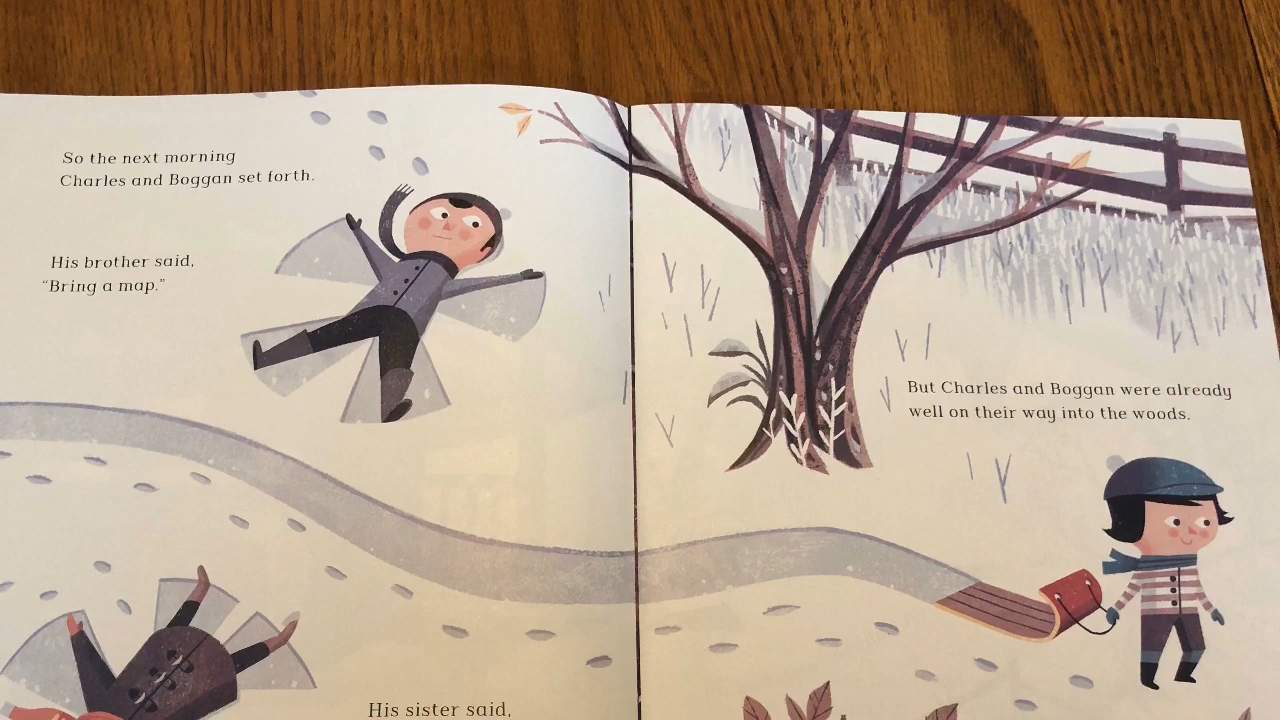 So the next morning
Charles and Boggan set forth.
His brother said,
“Bring a map.”
His sister said,
But Charles and Boggan were already
well on their way into the woods.